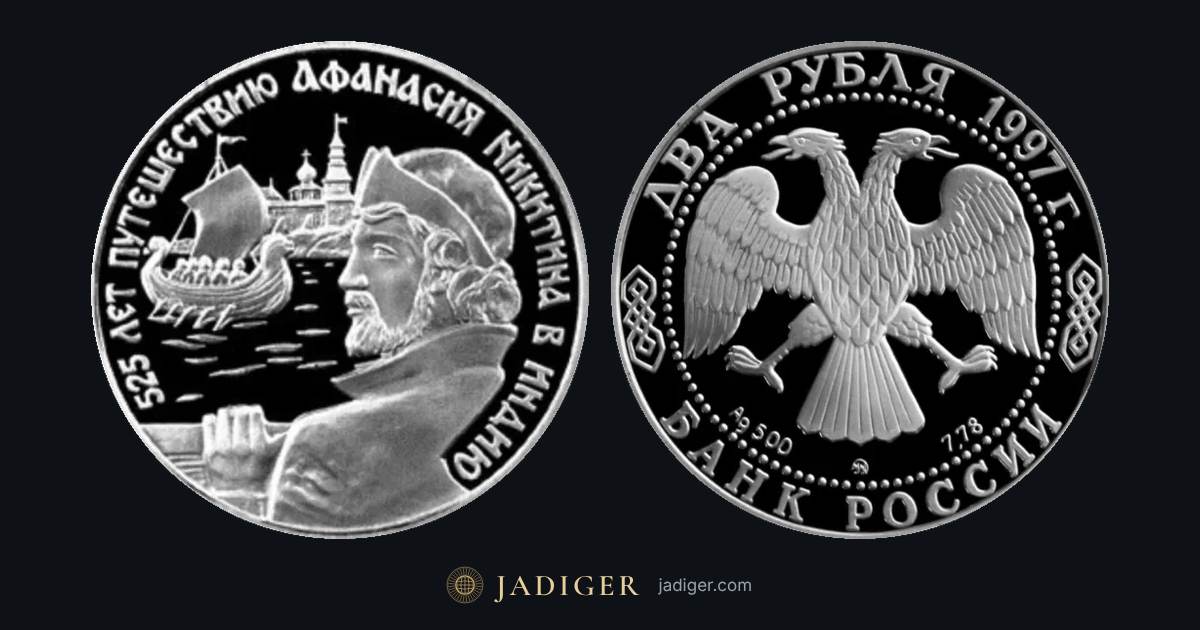 525 ЛЕТ ПУТЕШЕСТВИЮ АФАНАСИЯ НИКИТИНА В ИНДИЮ
ДВА РУБЛЯ 1997 г.
Ag 500
7,78
БАНК РОССИИ
JADIGER jadiger.com